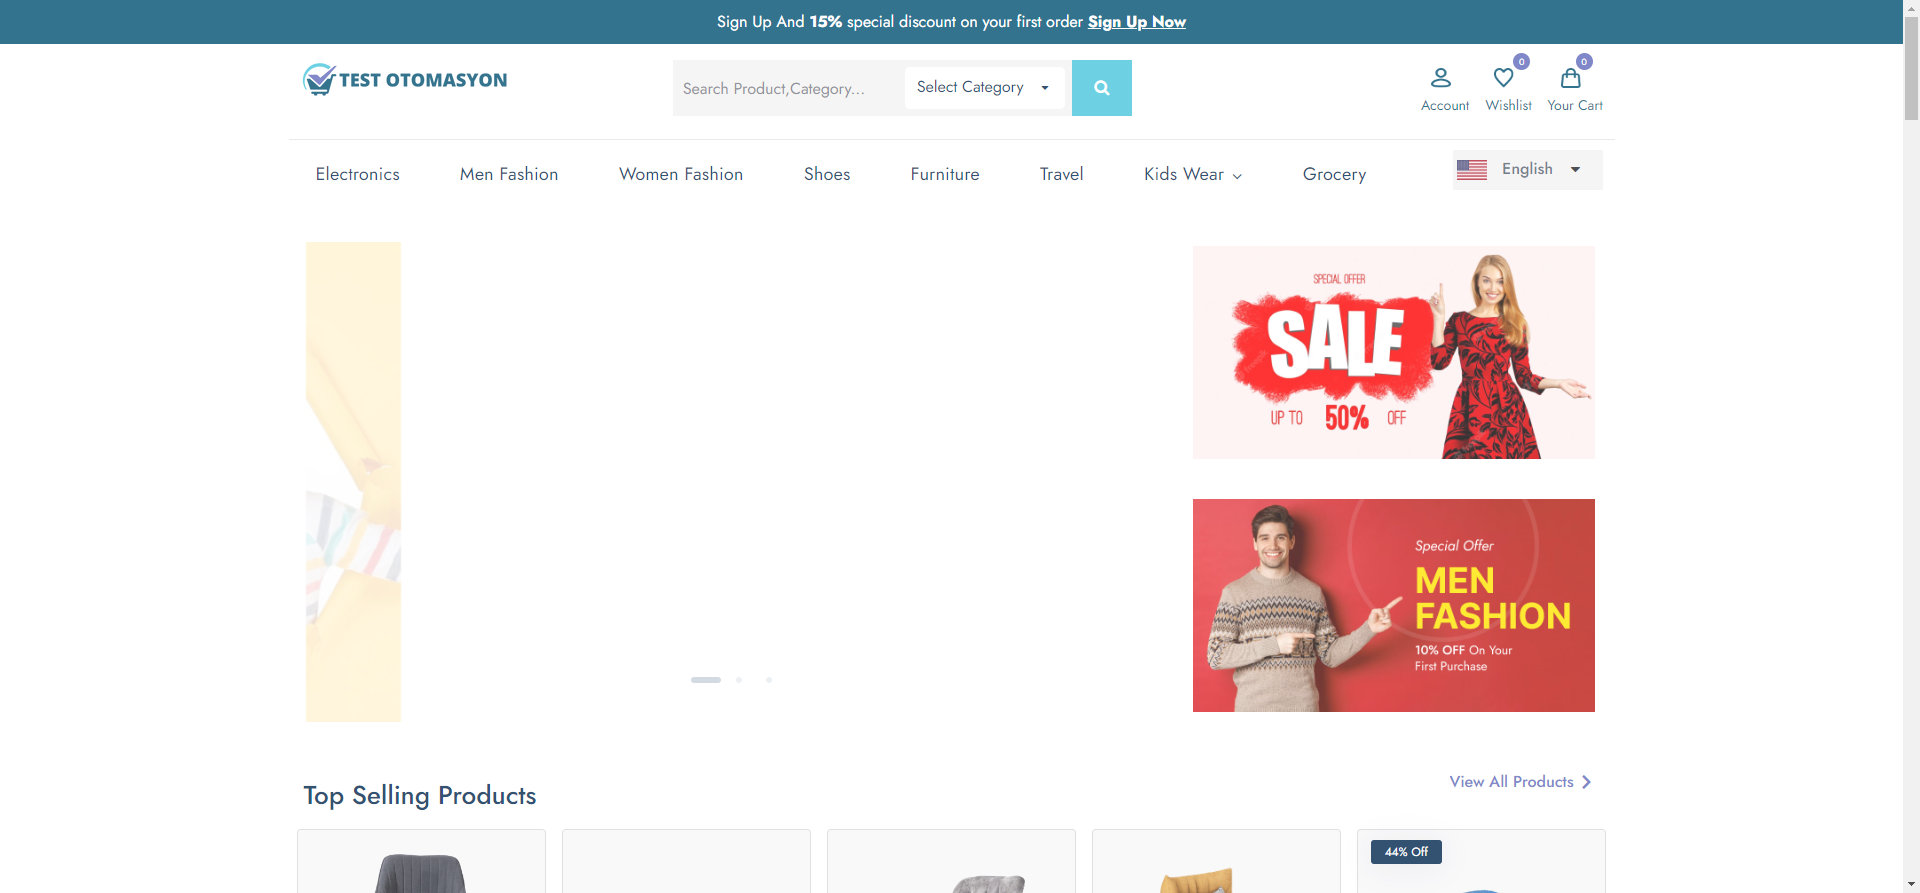 Sign Up And 15% special discount on your first order Sign Up Now
TEST OTOMASYON
Search Product,Category...
Select Category
0
0
Account
Wishlist
Your Cart
Electronics
Men Fashion
Women Fashion
Shoes
Furniture
Travel
Kids Wear
Grocery
English
SPECIAL OFFER
SALE
UP TO 50% OFF
Special Offer
MEN
FASHION
10% OFF On Your
First Purchase
Top Selling Products
View All Products
44% Off